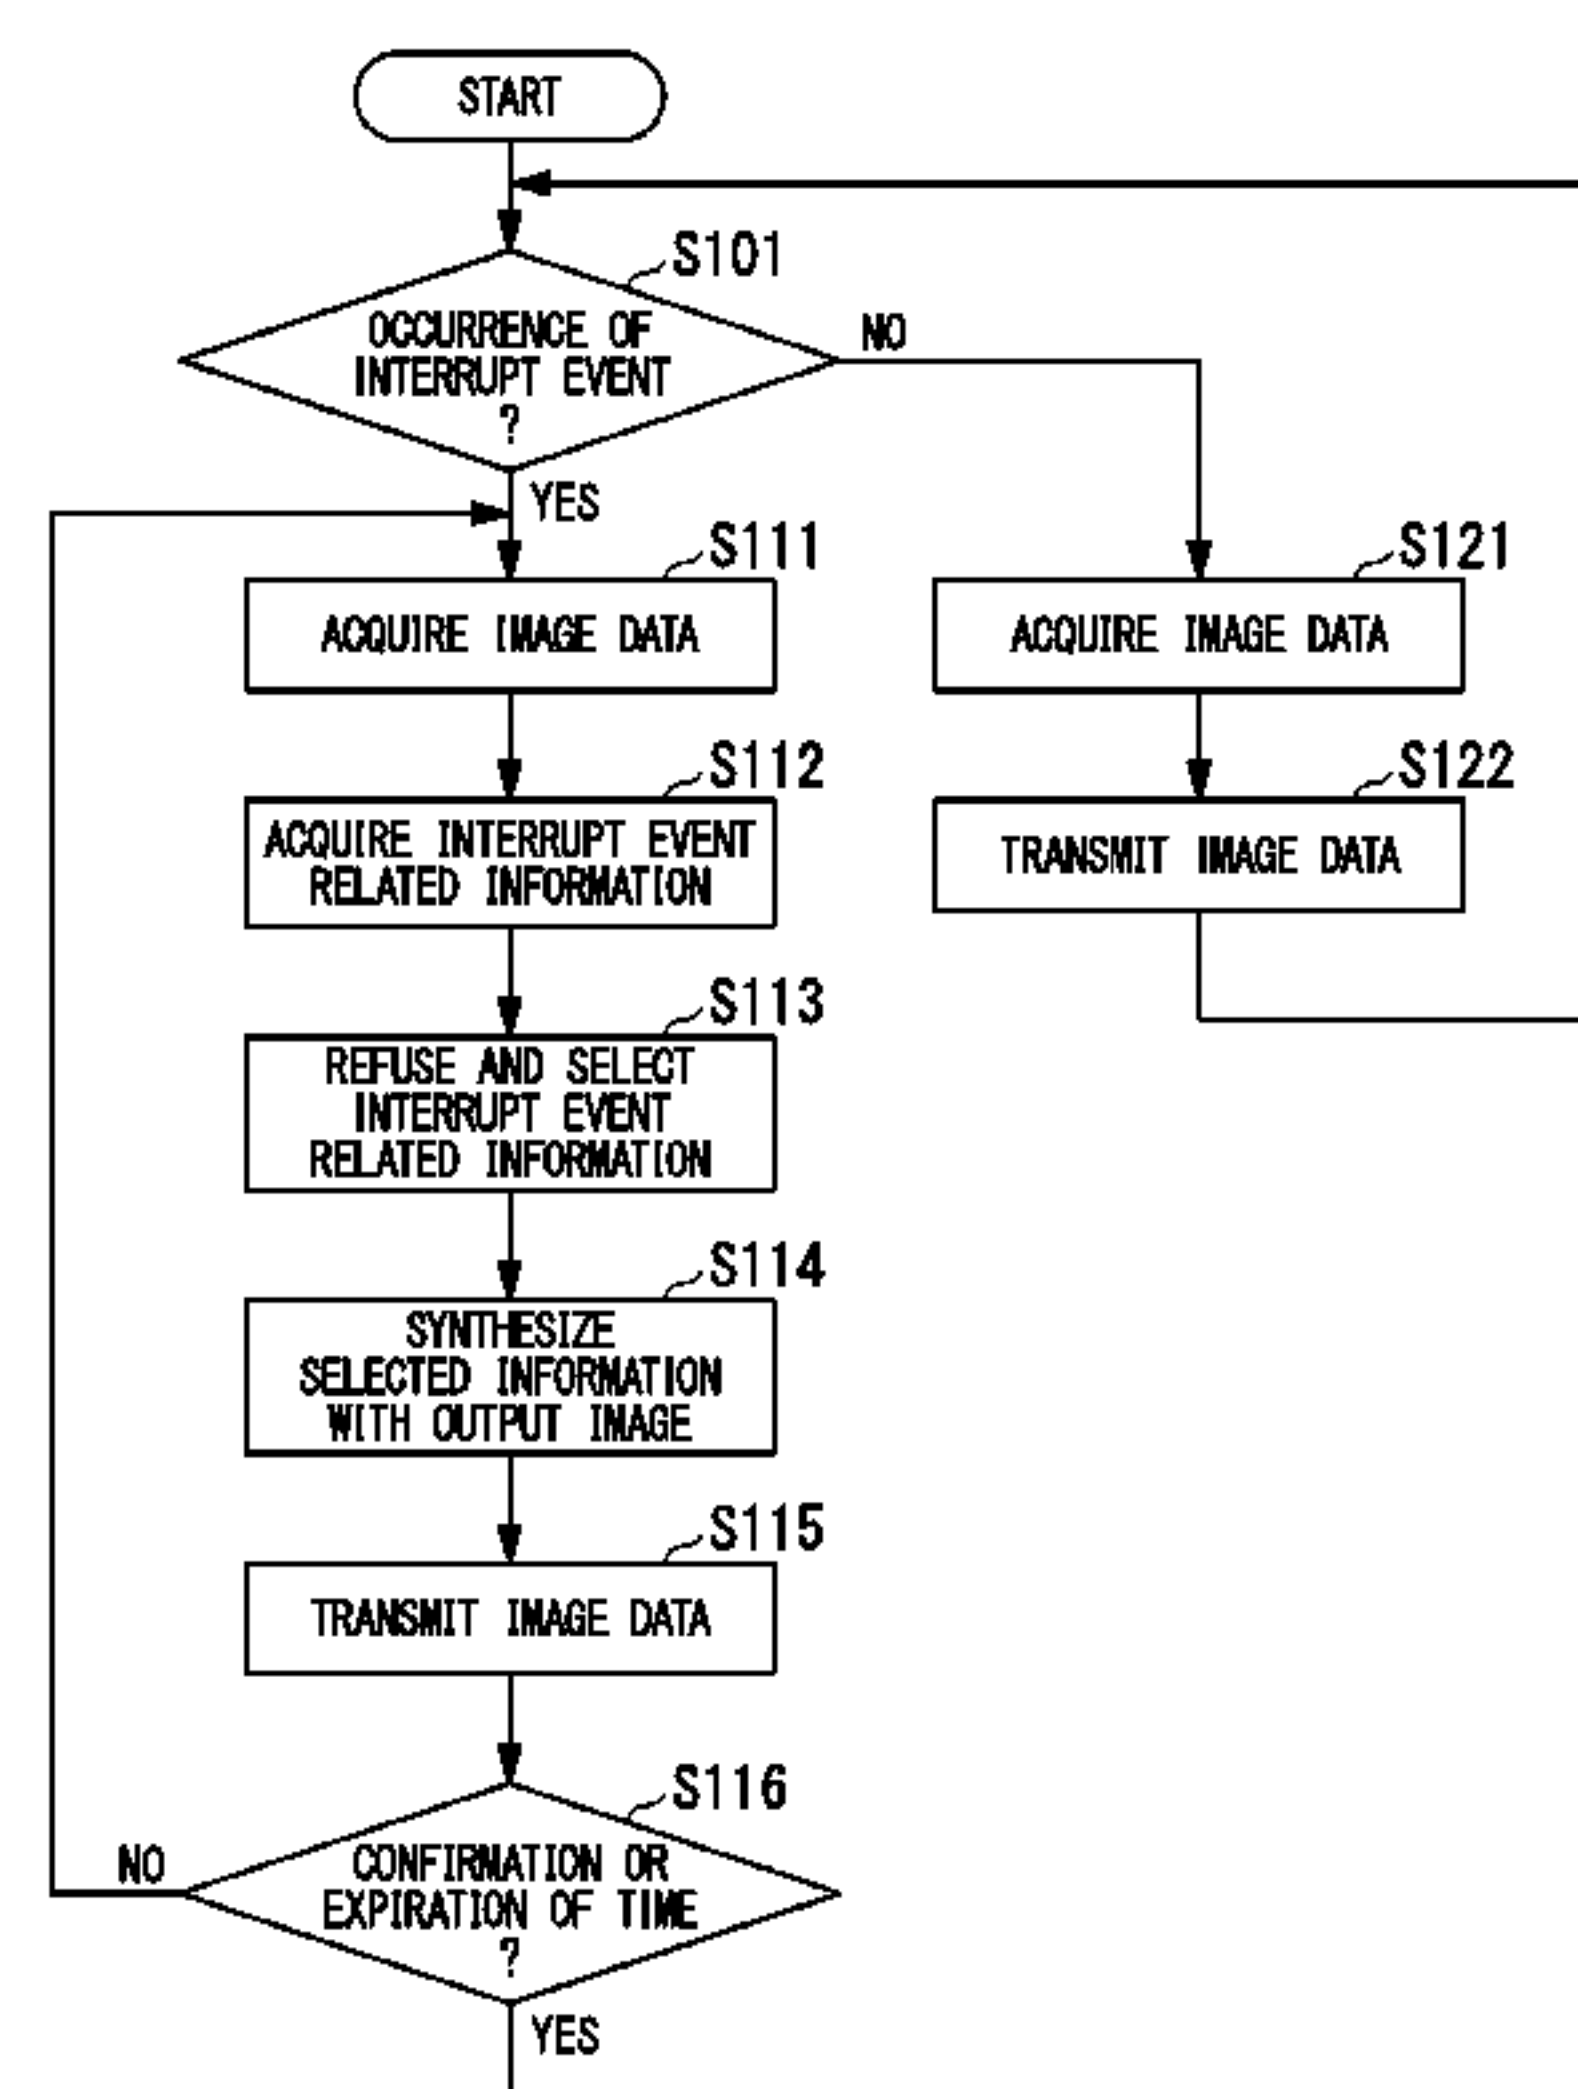 START
S101
OCCURRENCE OF
INTERRUPT EVENT
?
NO
YES
S111
ACQUIRE IMAGE DATA
S121
ACQUIRE IMAGE DATA
S112
ACQUIRE INTERRUPT EVENT
RELATED INFORMATION
S122
TRANSMIT IMAGE DATA
S113
REFUSE AND SELECT
INTERRUPT EVENT
RELATED INFORMATION
S114
SYNTHESIZE
SELECTED INFORMATION
WITH OUTPUT IMAGE
S115
TRANSMIT IMAGE DATA
S116
CONFIRMATION OR
EXPIRATION OF TIME
?
NO
YES